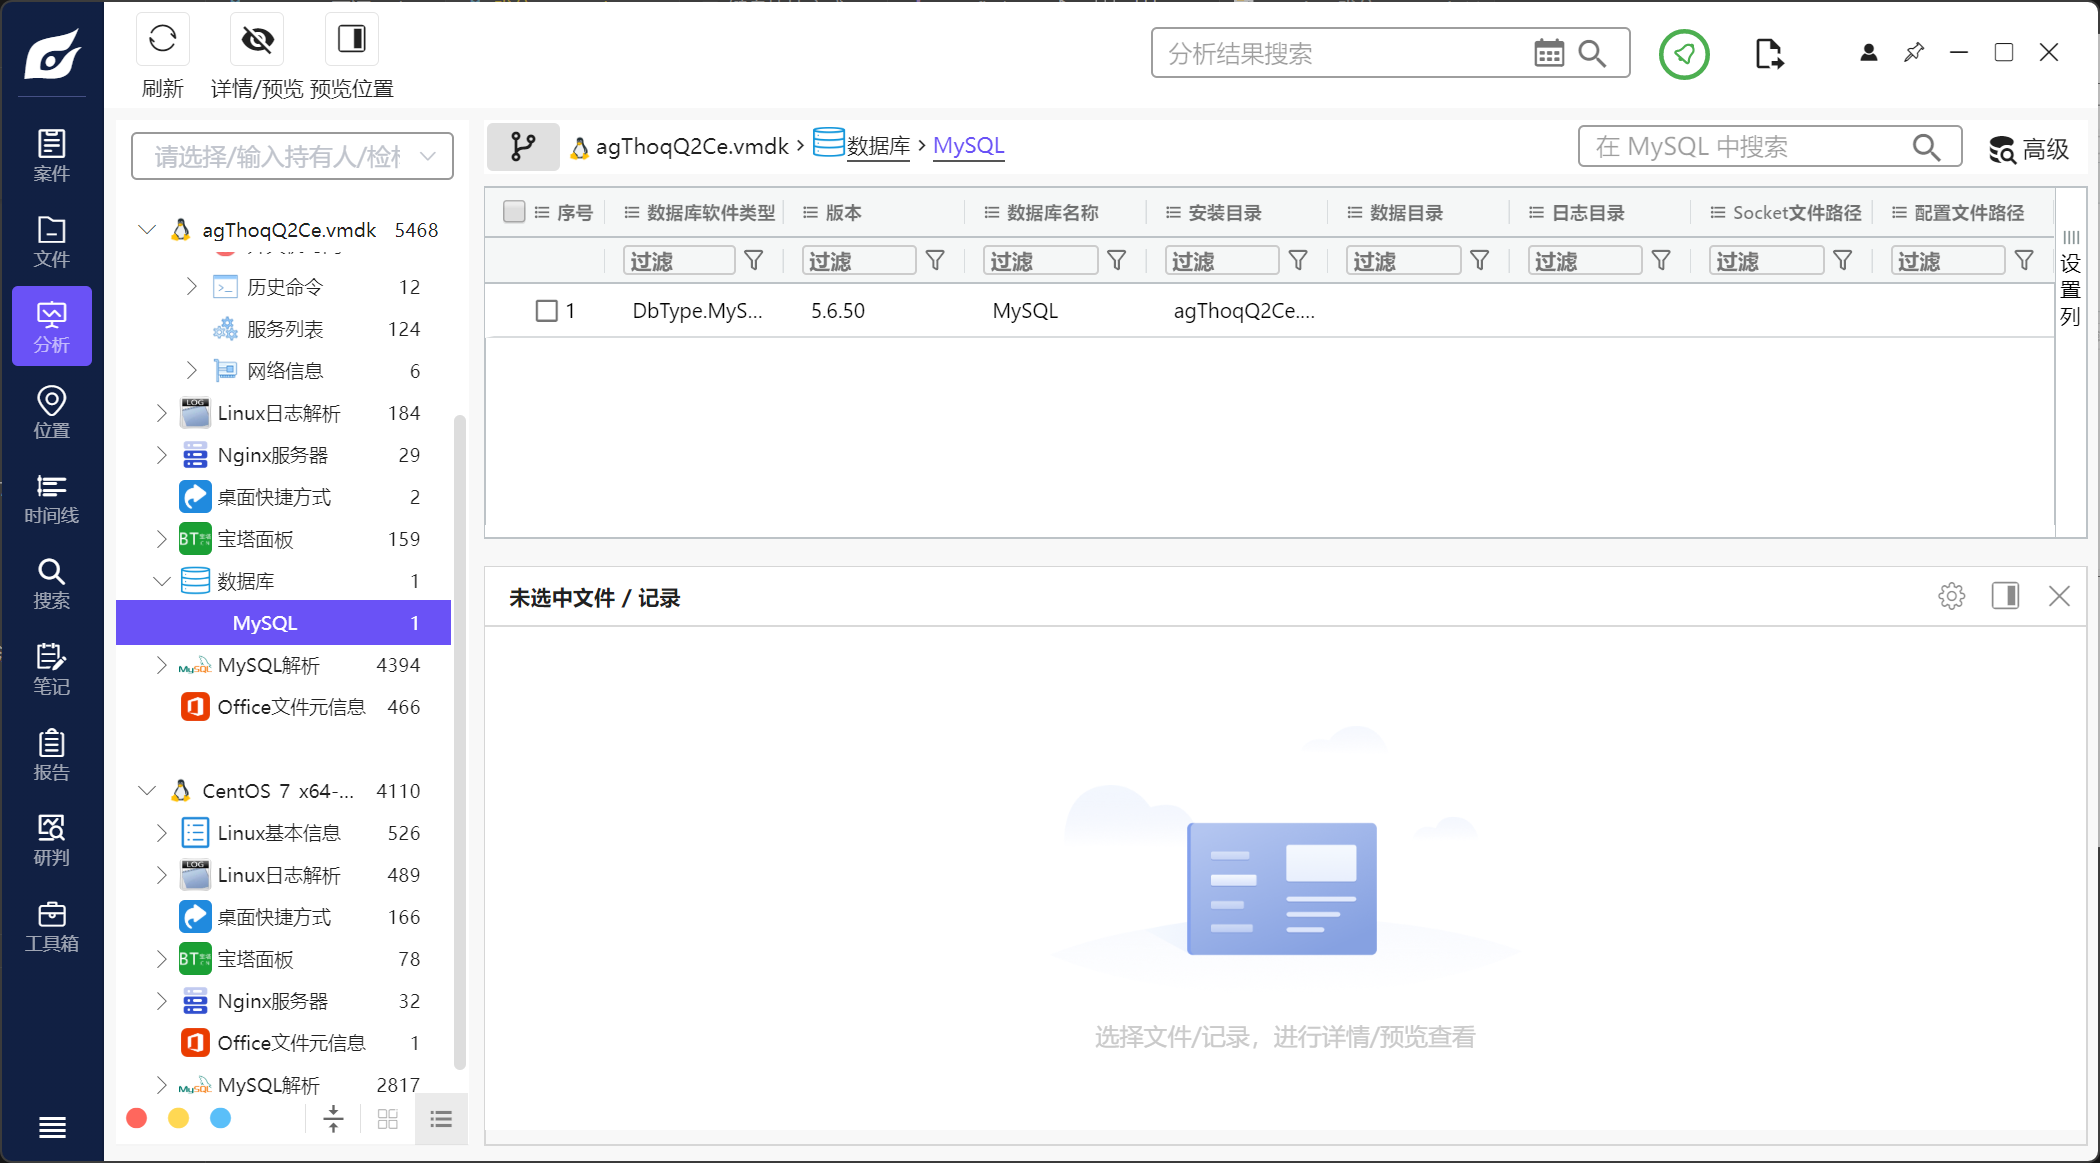 刷新
详情/预览
预览位置
分析结果搜索
案件
文件
分析
位置
时间线
搜索
笔记
报告
研判
工具箱
请选择/输入持有人/检
agThoqQ2Ce.vmdk 5468
历史命令 12
服务列表 124
网络信息 6
Linux日志解析 184
Nginx服务器 29
桌面快捷方式 2
宝塔面板 159
数据库 1
MySQL 1
MySQL解析 4394
Office文件元信息 466
CentOS 7 x64-... 4110
Linux基本信息 526
Linux日志解析 489
桌面快捷方式 166
宝塔面板 78
Nginx服务器 32
Office文件元信息 1
MySQL解析 2817
agThoqQ2Ce.vmdk › 数据库 › MySQL
在 MySQL 中搜索
高级
序号 数据库软件类型 版本 数据库名称 安装目录 数据目录 日志目录 Socket文件路径 配置文件路径
过滤 过滤 过滤 过滤 过滤 过滤 过滤 过滤
1 DbType.MyS... 5.6.50 MySQL agThoqQ2Ce....
设置列
未选中文件 / 记录
选择文件/记录，进行详情/预览查看